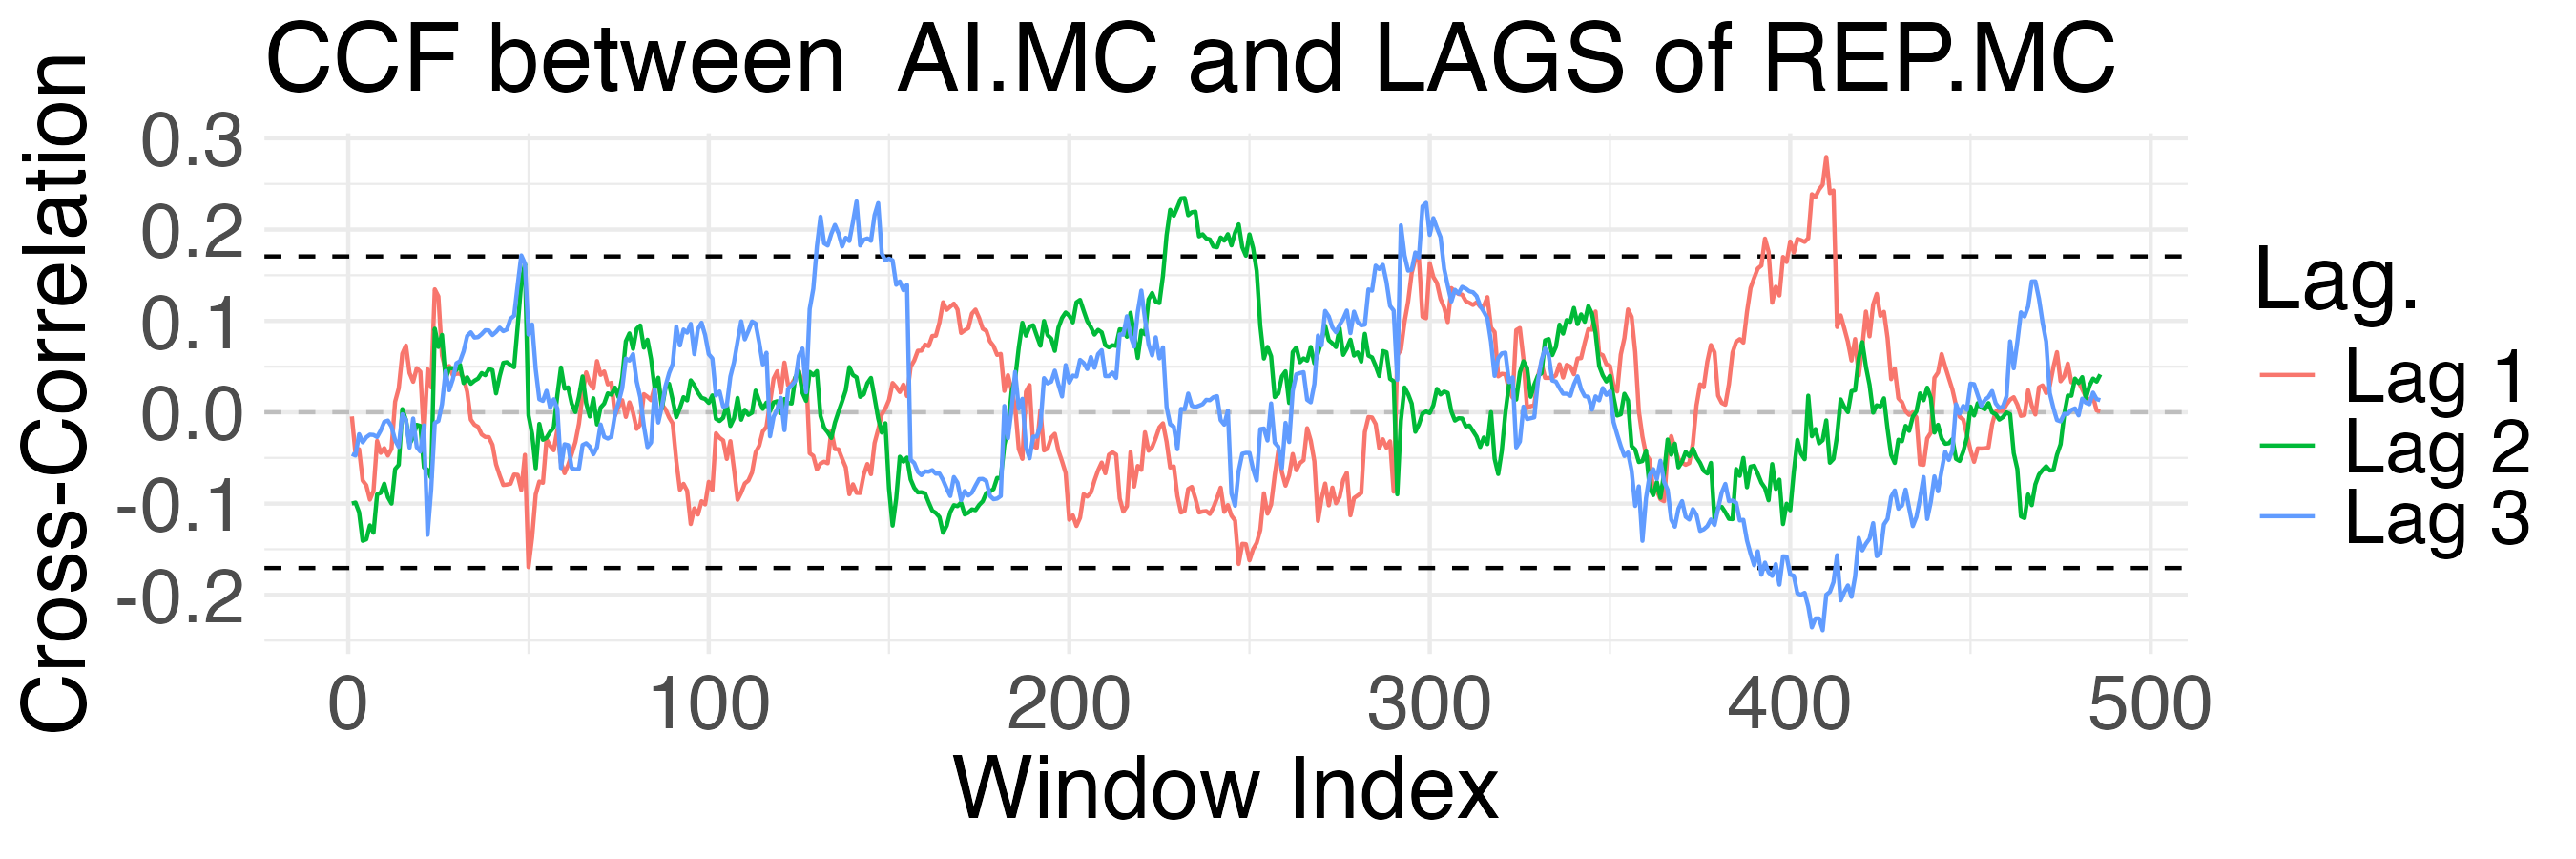 CCF between  AI.MC and LAGS of REP.MC
Cross-Correlation
0.3
0.2
0.1
0.0
-0.1
-0.2
0 100 200 300 400 500
Window Index
Lag.
Lag 1
Lag 2
Lag 3